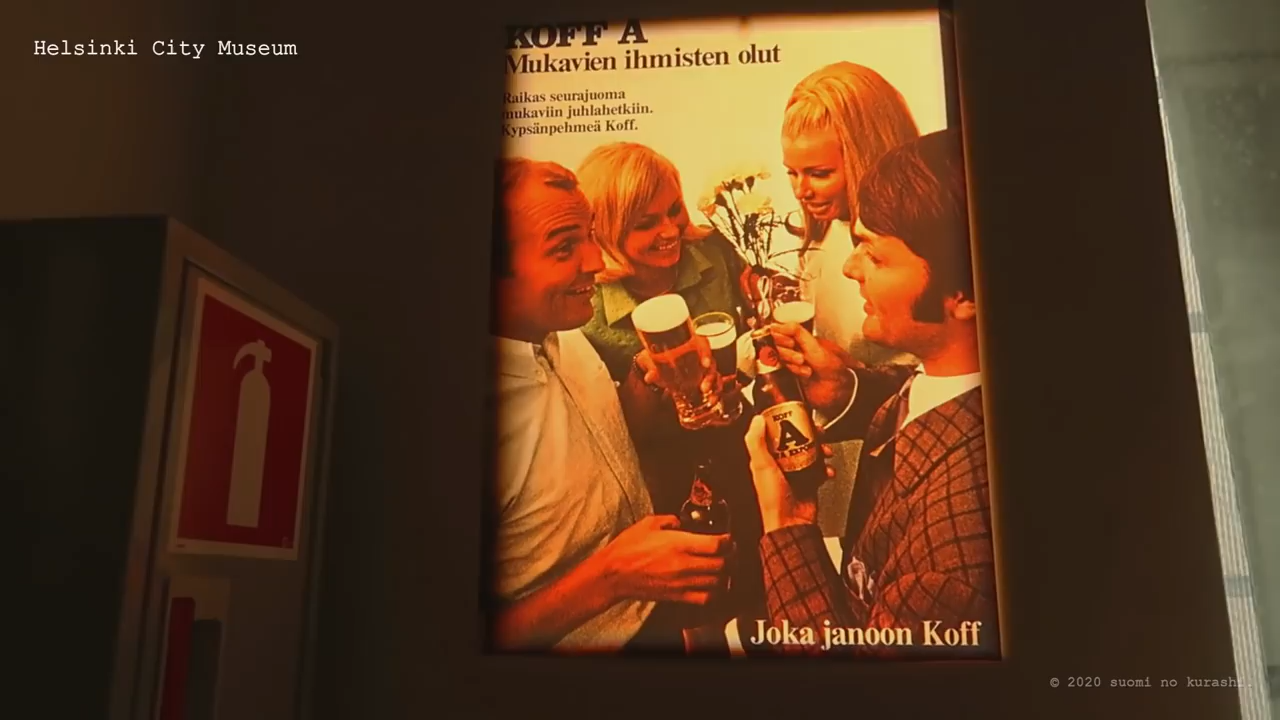 Helsinki City Museum
KOFF A
Mukavien ihmisten olut
Raikas seurajuoma
mukaviin juhlahetkiin.
Kypsänpehmeä Koff.
KOFF
A
Joka janoon Koff
© 2020 suomi no kurashi.